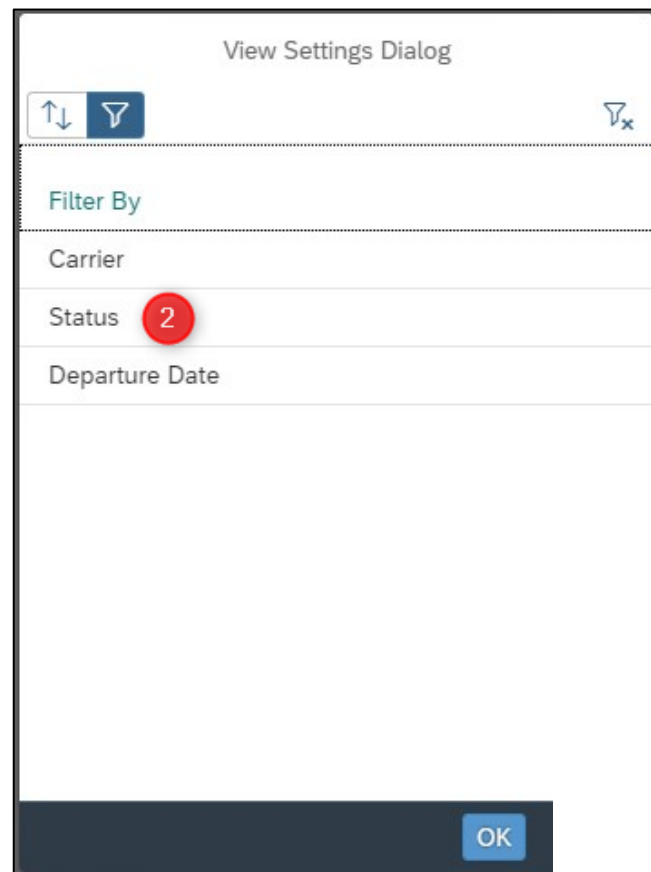 View Settings Dialog
Filter By
Carrier
Status 2
Departure Date
OK